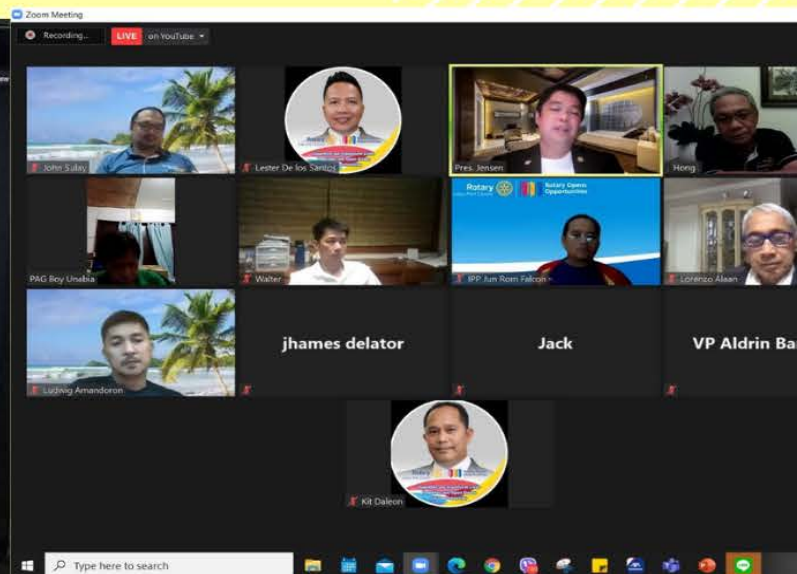 Zoom Meeting
Recording...
LIVE on YouTube
John Sulay
Lester De los Santos
Pres. Jensen
Hong
PAG Boy Unabia
Walter
Rotary
Rotary Opens
Opportunities
IPP Jun Rom Falcon
Lorenzo Alaan
Ludwig Amandoron
jhames delator
Jack
VP Aldrin Ba
Rotary
Kit Daleon
Type here to search